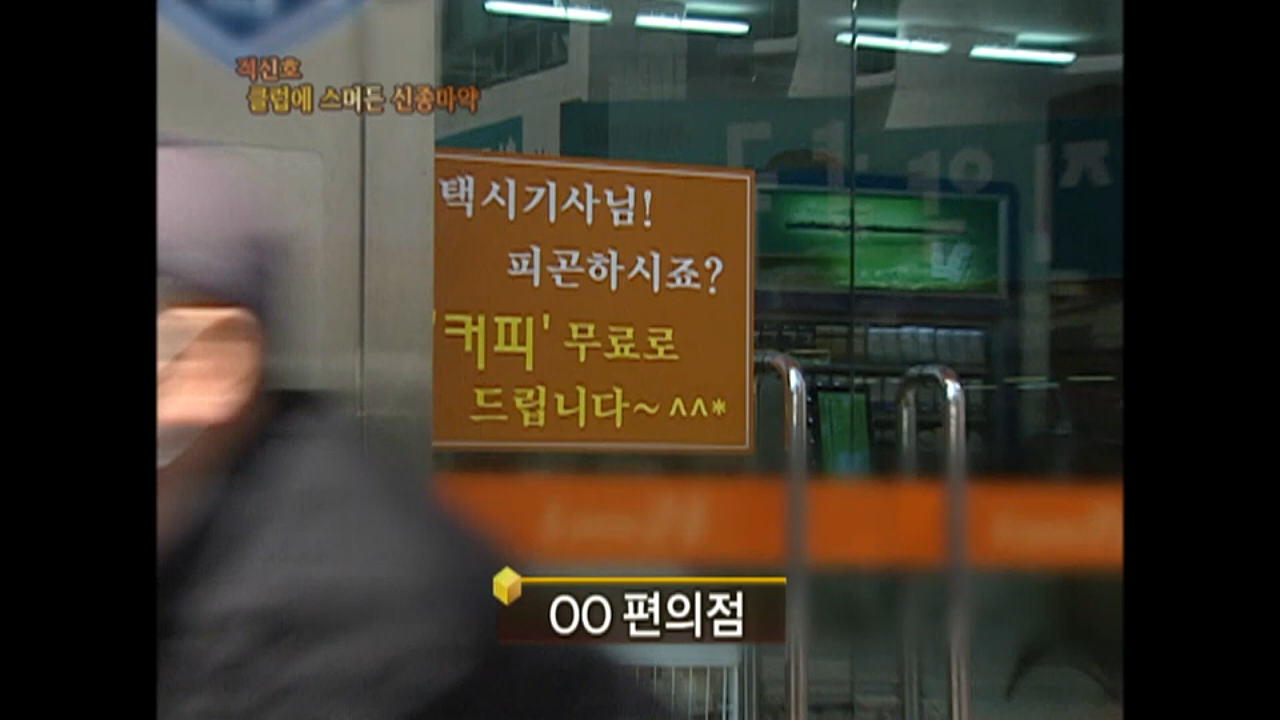 적신호
클럽에 스며든 신종마약
택시기사님!
피곤하시죠?
'커피' 무료로
드립니다~ ^^*
OO 편의점